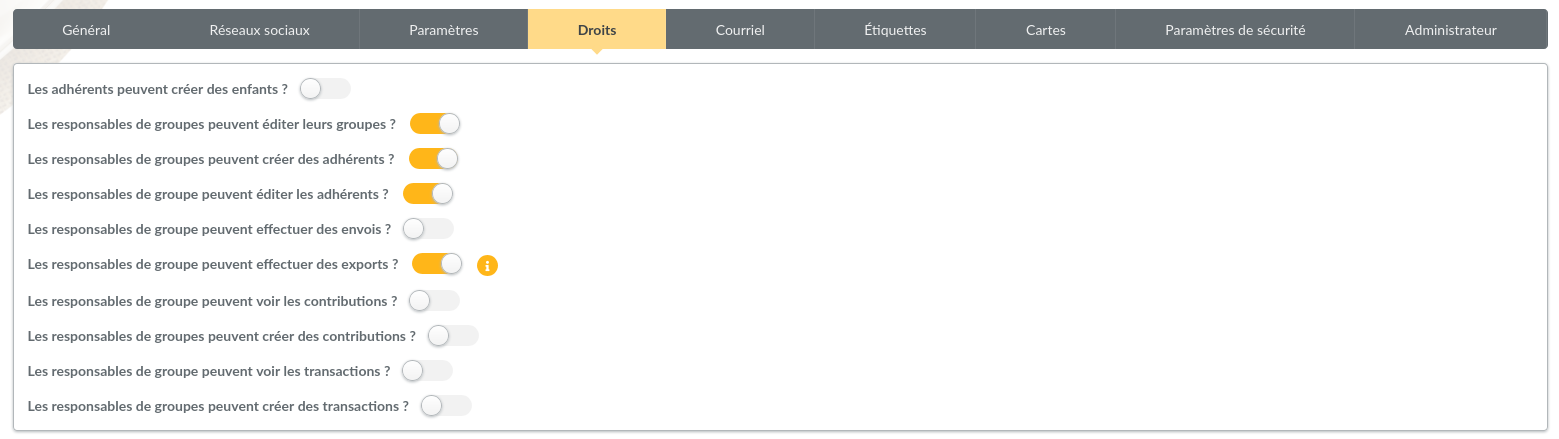 Général Réseaux sociaux Paramètres Droits Courriel Étiquettes Cartes Paramètres de sécurité Administrateur
Les adhérents peuvent créer des enfants ?
Les responsables de groupes peuvent éditer leurs groupes ?
Les responsables de groupes peuvent créer des adhérents ?
Les responsables de groupe peuvent éditer les adhérents ?
Les responsables de groupe peuvent effectuer des envois ?
Les responsables de groupe peuvent effectuer des exports ?
Les responsables de groupe peuvent voir les contributions ?
Les responsables de groupes peuvent créer des contributions ?
Les responsables de groupe peuvent voir les transactions ?
Les responsables de groupes peuvent créer des transactions ?